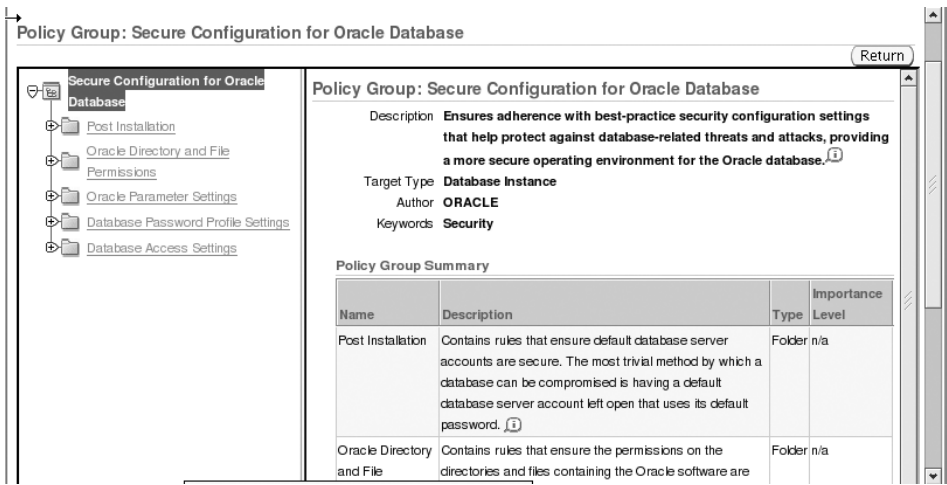 Policy Group: Secure Configuration for Oracle Database
Return
Secure Configuration for Oracle
Database
Post Installation
Oracle Directory and File
Permissions
Oracle Parameter Settings
Database Password Profile Settings
Database Access Settings
Policy Group: Secure Configuration for Oracle Database
Description Ensures adherence with best-practice security configuration settings
that help protect against database-related threats and attacks, providing
a more secure operating environment for the Oracle database.
Target Type Database Instance
Author ORACLE
Keywords Security
Policy Group Summary
Importance
Name Description Type Level
Post Installation Contains rules that ensure default database server Folder n/a
accounts are secure. The most trivial method by which a
database can be compromised is having a default
database server account left open that uses its default
password.
Oracle Directory Contains rules that ensure the permissions on the Folder n/a
and File directories and files containing the Oracle software are